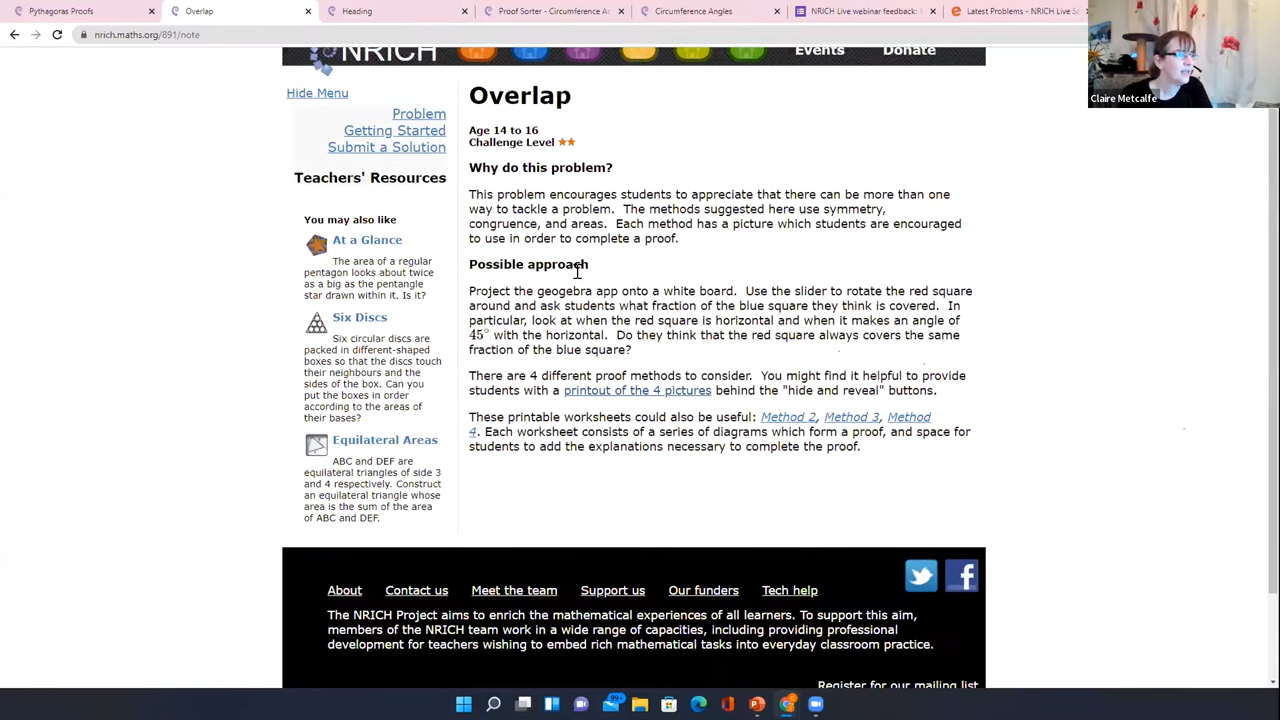 Pythagoras Proofs
Overlap
Heading
Proof Sorter - Circumference An
Circumference Angles
NRICH Live webinar feedback:
Latest Problems - NRICH Live S
nrich.maths.org/891/note
NRICH
Events
Donate
Claire Metcalfe
Hide Menu
Problem
Getting Started
Submit a Solution
Teachers' Resources
You may also like
At a Glance
The area of a regular
pentagon looks about twice
as a big as the pentangle
star drawn within it. Is it?
Six Discs
Six circular discs are
packed in different-shaped
boxes so that the discs touch
their neighbours and the
sides of the box. Can you
put the boxes in order
according to the areas of
their bases?
Equilateral Areas
ABC and DEF are
equilateral triangles of side 3
and 4 respectively. Construct
an equilateral triangle whose
area is the sum of the area
of ABC and DEF.
Overlap
Age 14 to 16
Challenge Level
Why do this problem?
This problem encourages students to appreciate that there can be more than one
way to tackle a problem. The methods suggested here use symmetry,
congruence, and areas. Each method has a picture which students are encouraged
to use in order to complete a proof.
Possible approach
Project the geogebra app onto a white board. Use the slider to rotate the red square
around and ask students what fraction of the blue square they think is covered. In
particular, look at when the red square is horizontal and when it makes an angle of
45° with the horizontal. Do they think that the red square always covers the same
fraction of the blue square?
There are 4 different proof methods to consider. You might find it helpful to provide
students with a printout of the 4 pictures behind the "hide and reveal" buttons.
These printable worksheets could also be useful: Method 2, Method 3, Method
4. Each worksheet consists of a series of diagrams which form a proof, and space for
students to add the explanations necessary to complete the proof.
About
Contact us
Meet the team
Support us
Our funders
Tech help
The NRICH Project aims to enrich the mathematical experiences of all learners. To support this aim,
members of the NRICH team work in a wide range of capacities, including providing professional
development for teachers wishing to embed rich mathematical tasks into everyday classroom practice.
Register for our mailing list
99+